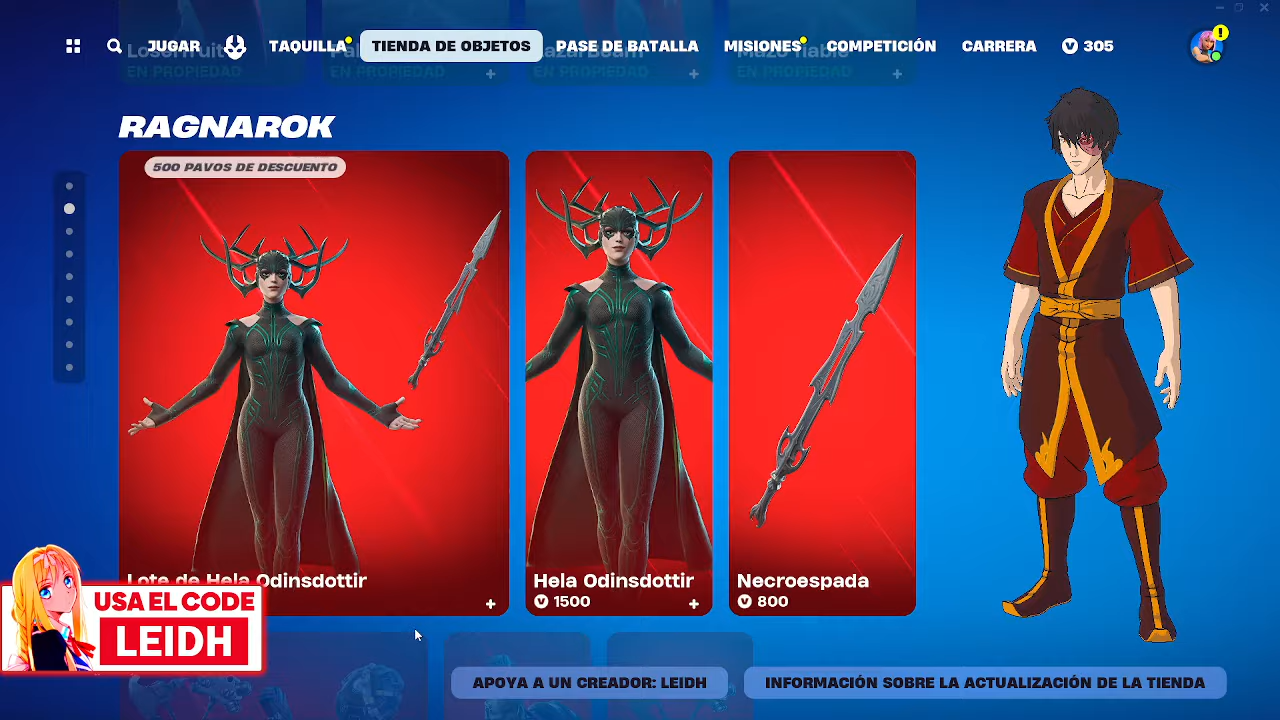 JUGAR
TAQUILLA
TIENDA DE OBJETOS
PASE DE BATALLA
MISIONES
COMPETICIÓN
CARRERA
305
EN PROPIEDAD
EN PROPIEDAD
EN PROPIEDAD
EN PROPIEDAD
RAGNAROK
500 PAVOS DE DESCUENTO
Lote de Hela Odinsdottir
Hela Odinsdottir
1500
Necroespada
800
USA EL CODE
LEIDH
APOYA A UN CREADOR: LEIDH
INFORMACIÓN SOBRE LA ACTUALIZACIÓN DE LA TIENDA